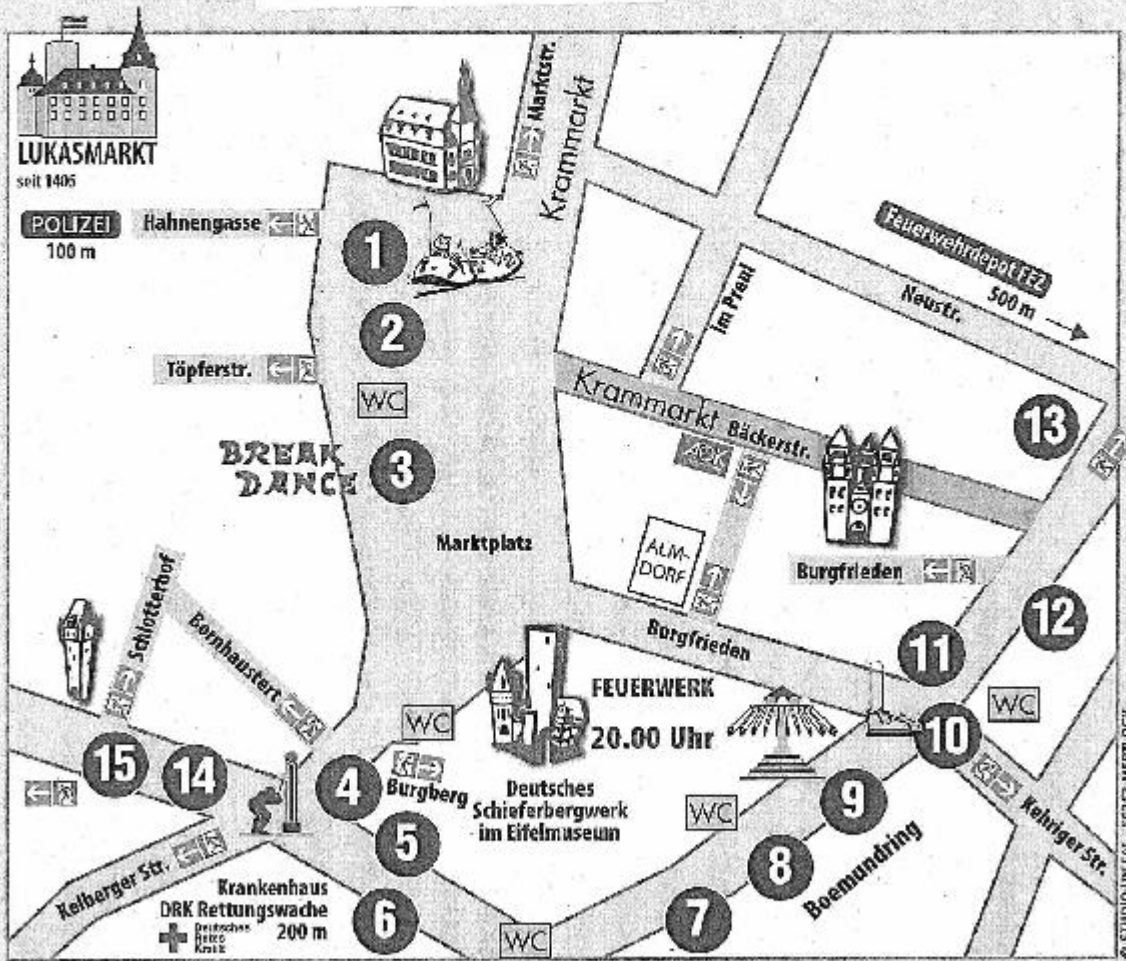 LUKASMARKT
seit 1405
POLIZEI
100 m
Hahnengasse
Marktstr.
Krammarkt
1
2
Töpferstr.
WC
BREAK
DANCE
3
Marktplatz
Im Preul
Feuerwehrdepot FEZ
500 m
Neustr.
Krammarkt
Bäckerstr.
13
ALM-
DORF
Burgfrieden
12
Burgfrieden
11
WC
10
Kehriger Str.
Schlotterhof
Bornhaustert
15
14
4
WC
Burgberg
5
6
FEUERWERK
20.00 Uhr
Deutsches
Schieferbergwerk
im Eifelmuseum
WC
9
8
7
Boemundring
WC
Kelberger Str.
Krankenhaus
DRK Rettungswache
200 m
Deutsches
Rotes
Kreuz